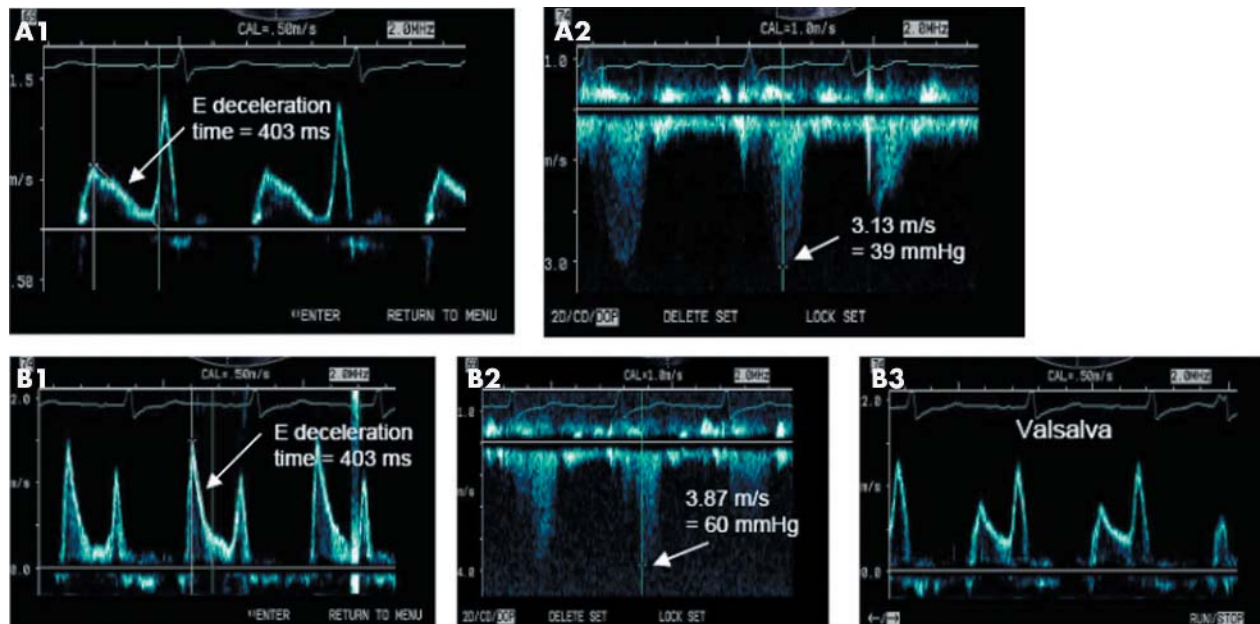 A1
CAL=.50m/s
2.0MHz
1.5
E deceleration
time = 403 ms
m/s
.50
ENTER
RETURN TO MENU
A2
CAL=1.0m/s
2.0MHz
1.0
m/s
3.13 m/s
= 39 mmHg
3.0
2D/CD/DOP
DELETE SET
LOCK SET
B1
CAL=.50m/s
2.0MHz
2.0
E deceleration
time = 403 ms
m/s
0.0
ENTER
RETURN TO MENU
B2
CAL=1.0m/s
2.0MHz
1.0
m/s
3.87 m/s
= 60 mmHg
4.0
2D/CD/DOP
DELETE SET
LOCK SET
B3
CAL=.50m/s
2.0MHz
2.0
Valsalva
m/s
0.0
RUN/STOP